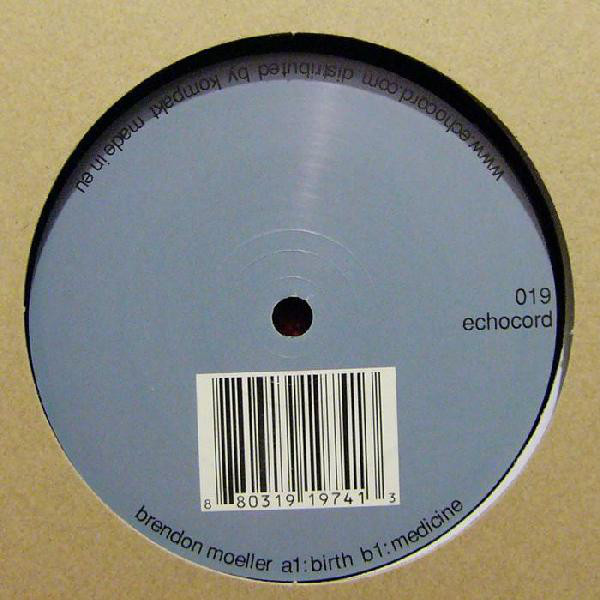 www.echocord.com distributed by kompakt made in eu
019
echocord
8 80319 19741 3
brendon moeller a1:birth b1:medicine